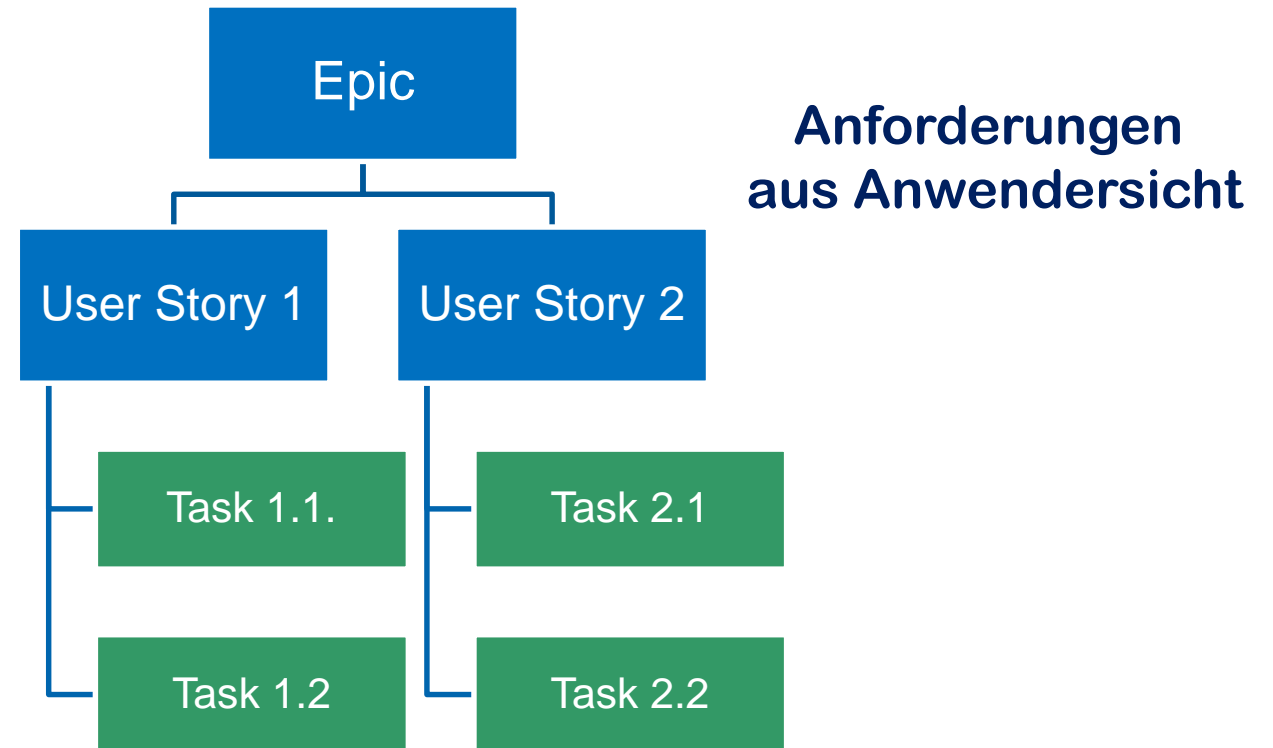 Epic
Anforderungen
aus Anwendersicht
User Story 1
User Story 2
Task 1.1.
Task 2.1
Task 1.2
Task 2.2